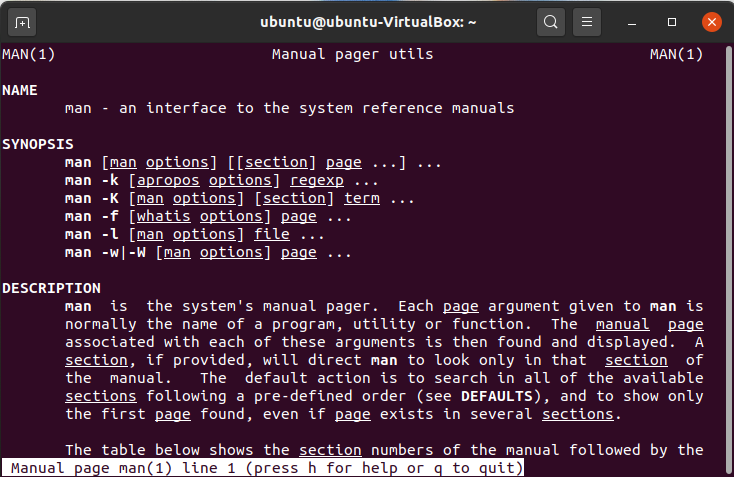 ubuntu@ubuntu-VirtualBox: ~
MAN(1) Manual pager utils MAN(1)
NAME
man - an interface to the system reference manuals
SYNOPSIS
man [man options] [[section] page ...] ...
man -k [apropos options] regexp ...
man -K [man options] [section] term ...
man -f [whatis options] page ...
man -l [man options] file ...
man -w|-W [man options] page ...
DESCRIPTION
man is the system's manual pager. Each page argument given to man is
normally the name of a program, utility or function. The manual page
associated with each of these arguments is then found and displayed. A
section, if provided, will direct man to look only in that section of
the manual. The default action is to search in all of the available
sections following a pre-defined order (see DEFAULTS), and to show only
the first page found, even if page exists in several sections.
The table below shows the section numbers of the manual followed by the
Manual page man(1) line 1 (press h for help or q to quit)